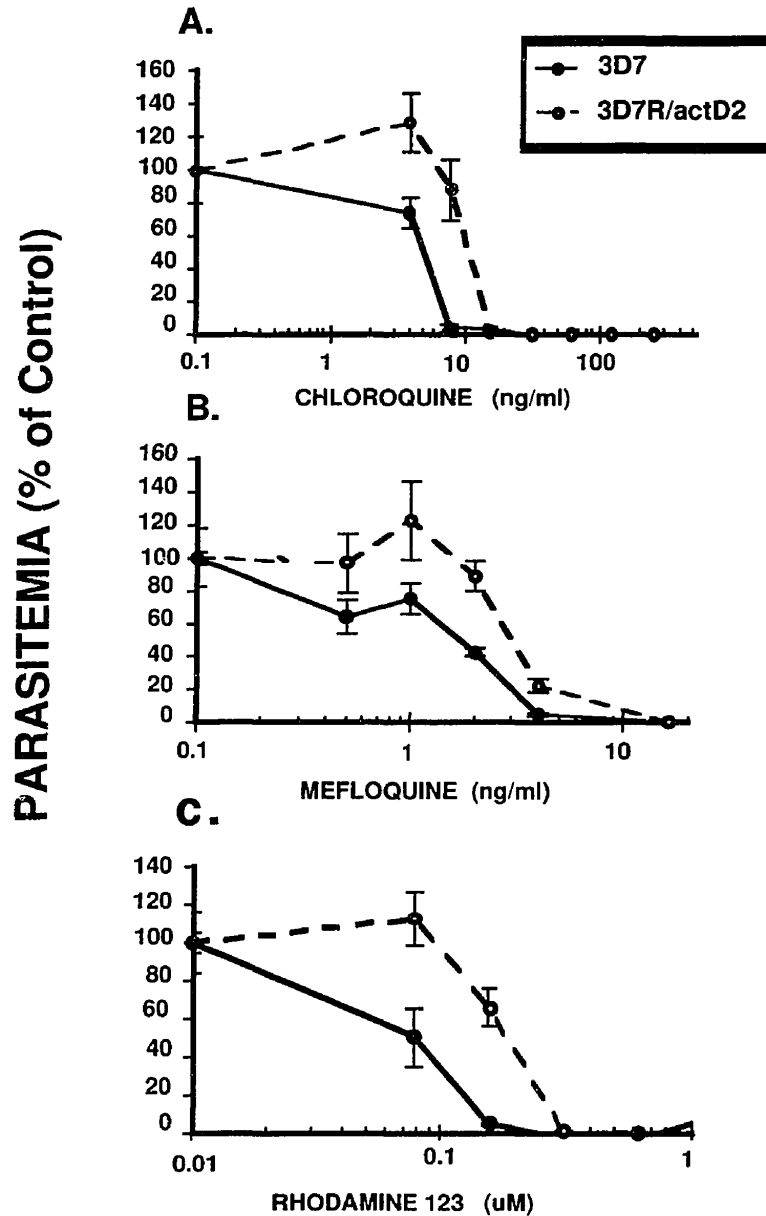 A.
3D7
3D7R/actD2
160
140
120
100
80
60
40
20
0
0.1 1 10 100
CHLOROQUINE (ng/ml)
B.
160
140
120
100
80
60
40
20
0
0.1 1 10
MEFLOQUINE (ng/ml)
C.
140
120
100
80
60
40
20
0
0.01 0.1 1
RHODAMINE 123 (uM)
PARASITEMIA (% of Control)